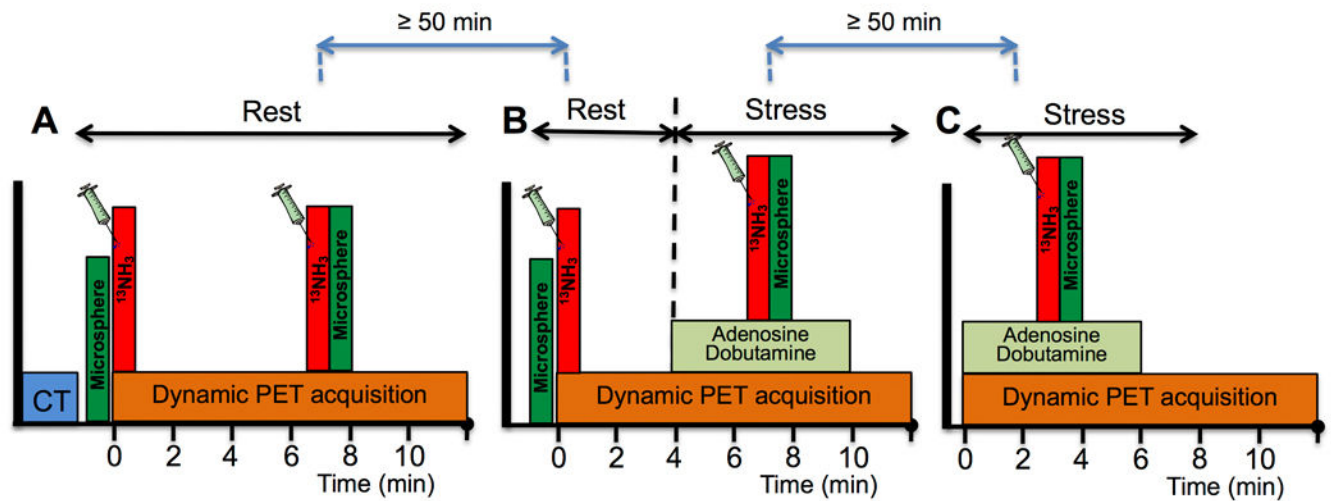 ≥ 50 min
≥ 50 min
A
Rest
B
Rest
Stress
C
Stress
Microsphere
¹³NH₃
¹³NH₃
Microsphere
Microsphere
¹³NH₃
¹³NH₃
Microsphere
¹³NH₃
Microsphere
Adenosine
Dobutamine
Adenosine
Dobutamine
CT
Dynamic PET acquisition
Dynamic PET acquisition
Dynamic PET acquisition
0 2 4 6 8 10
0 2 4 6 8 10
0 2 4 6 8 10
Time (min)
Time (min)
Time (min)